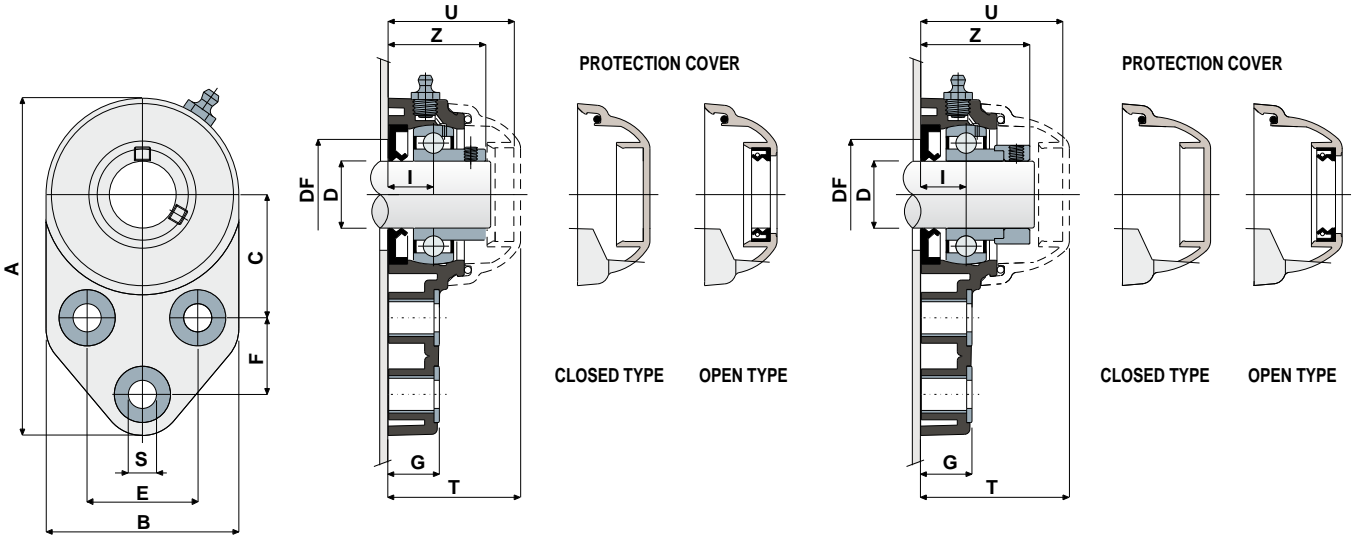 U
Z
PROTECTION COVER
DF
D
I
A
C
F
S
E
B
G
T
CLOSED TYPE
OPEN TYPE
U
Z
PROTECTION COVER
DF
D
I
G
T
CLOSED TYPE
OPEN TYPE